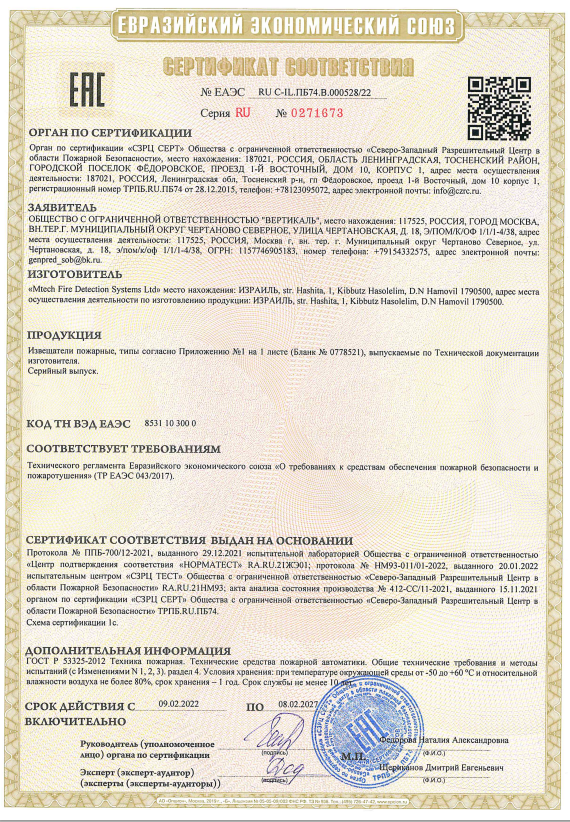 ЕВРАЗИЙСКИЙ ЭКОНОМИЧЕСКИЙ СОЮЗ
СЕРТИФИКАТ СООТВЕТСТВИЯ
ЕАС
№ ЕАЭС RU C-IL.ПБ74.В.000528/22
Серия RU № 0271673
ОРГАН ПО СЕРТИФИКАЦИИ
Орган по сертификации «СЗРЦ СЕРТ» Общества с ограниченной ответственностью «Северо-Западный Разрешительный Центр в
области Пожарной Безопасности», место нахождения: 187021, РОССИЯ, ОБЛАСТЬ ЛЕНИНГРАДСКАЯ, ТОСНЕНСКИЙ РАЙОН,
ГОРОДСКОЙ ПОСЕЛОК ФЁДОРОВСКОЕ, ПРОЕЗД 1-Й ВОСТОЧНЫЙ, ДОМ 10, КОРПУС 1, адрес места осуществления
деятельности: 187021, РОССИЯ, Ленинградская обл, Тосненский р-н, гп Фёдоровское, проезд 1-й Восточный, дом 10 корпус 1,
регистрационный номер ТРПБ.RU.ПБ74 от 28.12.2015, телефон: +78123095072, адрес электронной почты: info@czrc.ru.
ЗАЯВИТЕЛЬ
ОБЩЕСТВО С ОГРАНИЧЕННОЙ ОТВЕТСТВЕННОСТЬЮ "ВЕРТИКАЛЬ", место нахождения: 117525, РОССИЯ, ГОРОД МОСКВА,
ВН.ТЕР.Г. МУНИЦИПАЛЬНЫЙ ОКРУГ ЧЕРТАНОВО СЕВЕРНОЕ, УЛИЦА ЧЕРТАНОВСКАЯ, Д. 18, Э/ПОМ/К/ОФ 1/1/1-4/38, адрес
места осуществления деятельности: 117525, РОССИЯ, Москва г, вн. тер. г. Муниципальный округ Чертаново Северное, ул.
Чертановская, д. 18, э/пом/к/оф 1/1/1-4/38, ОГРН: 1157746905183, номер телефона: +79154332575, адрес электронной почты:
genpred_sob@bk.ru.
ИЗГОТОВИТЕЛЬ
«Mtech Fire Detection Systems Ltd» место нахождения: ИЗРАИЛЬ, str. Hashita, 1, Kibbutz Hasolelim, D.N Hamovil 1790500, адрес места
осуществления деятельности по изготовлению продукции: ИЗРАИЛЬ, str. Hashita, 1, Kibbutz Hasolelim, D.N Hamovil 1790500.
ПРОДУКЦИЯ
Извещатели пожарные, типы согласно Приложению №1 на 1 листе (Бланк № 0778521), выпускаемые по Технической документации
изготовителя.
Серийный выпуск.
КОД ТН ВЭД ЕАЭС 8531 10 300 0
СООТВЕТСТВУЕТ ТРЕБОВАНИЯМ
Технического регламента Евразийского экономического союза «О требованиях к средствам обеспечения пожарной безопасности и
пожаротушения» (ТР ЕАЭС 043/2017).
СЕРТИФИКАТ СООТВЕТСТВИЯ ВЫДАН НА ОСНОВАНИИ
Протокола № ППБ-700/12-2021, выданного 29.12.2021 испытательной лабораторией Общества с ограниченной ответственностью
«Центр подтверждения соответствия «НОРМАТЕСТ» RA.RU.21ЖЭ01; протокола № НМ93-011/01-2022, выданного 20.01.2022
испытательным центром «СЗРЦ ТЕСТ» Общества с ограниченной ответственностью «Северо-Западный Разрешительный Центр в
области Пожарной Безопасности» RA.RU.21НМ93; акта анализа состояния производства № 412-СС/11-2021, выданного 15.11.2021
органом по сертификации «СЗРЦ СЕРТ» Общества с ограниченной ответственностью «Северо-Западный Разрешительный Центр в
области Пожарной Безопасности» ТРПБ.RU.ПБ74.
Схема сертификации 1с.
ДОПОЛНИТЕЛЬНАЯ ИНФОРМАЦИЯ
ГОСТ Р 53325-2012 Техника пожарная. Технические средства пожарной автоматики. Общие технические требования и методы
испытаний (с Изменениями N 1, 2, 3). раздел 4. Условия хранения: при температуре окружающей среды от -50 до +60 °С и относительной
влажности воздуха не более 80%, срок хранения – 1 год. Срок службы не менее 10 лет.
СРОК ДЕЙСТВИЯ С 09.02.2022 ПО 08.02.2027
ВКЛЮЧИТЕЛЬНО
Руководитель (уполномоченное
лицо) органа по сертификации
(подпись)
М.П.
Федорова Наталия Александровна
(Ф.И.О.)
Эксперт (эксперт-аудитор)
(эксперты (эксперты-аудиторы))
(подпись)
Щериканов Дмитрий Евгеньевич
(Ф.И.О.)